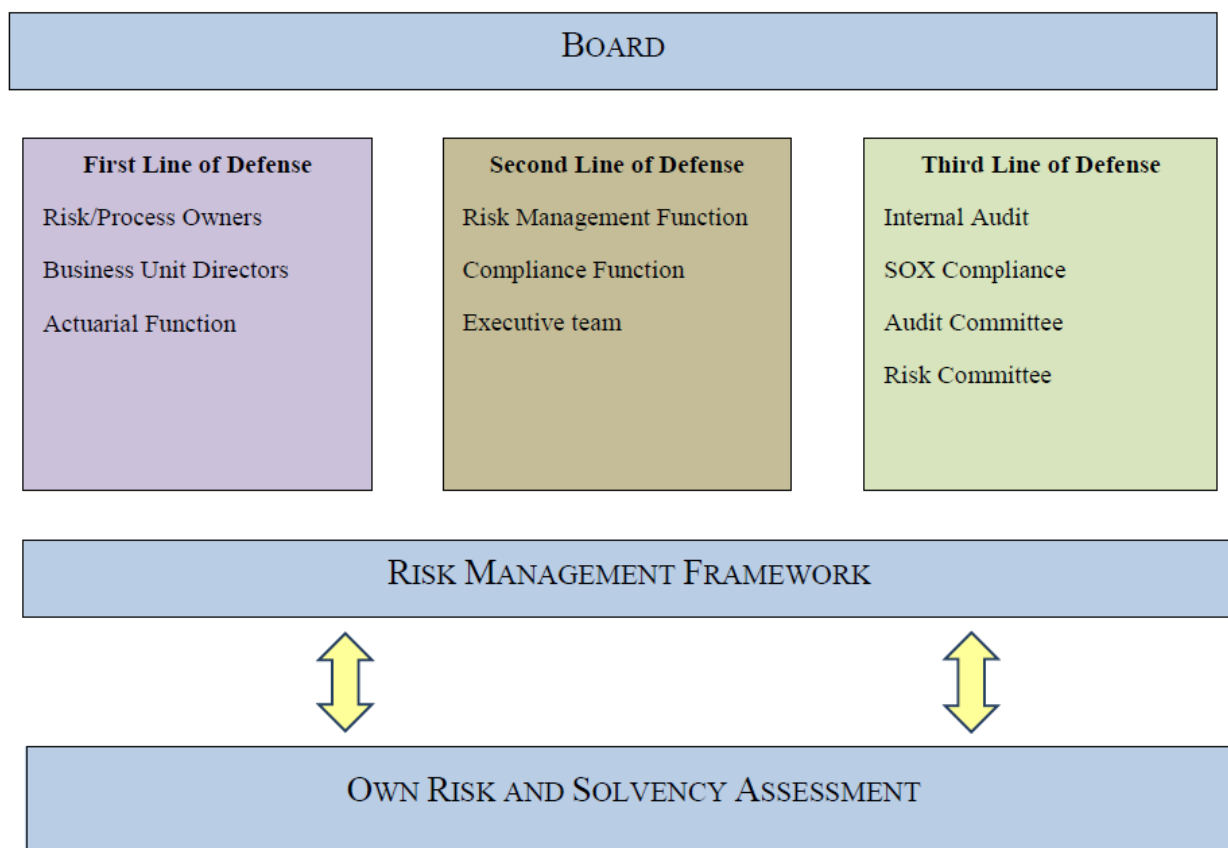 BOARD
First Line of Defense
Risk/Process Owners
Business Unit Directors
Actuarial Function
Second Line of Defense
Risk Management Function
Compliance Function
Executive team
Third Line of Defense
Internal Audit
SOX Compliance
Audit Committee
Risk Committee
RISK MANAGEMENT FRAMEWORK
OWN RISK AND SOLVENCY ASSESSMENT